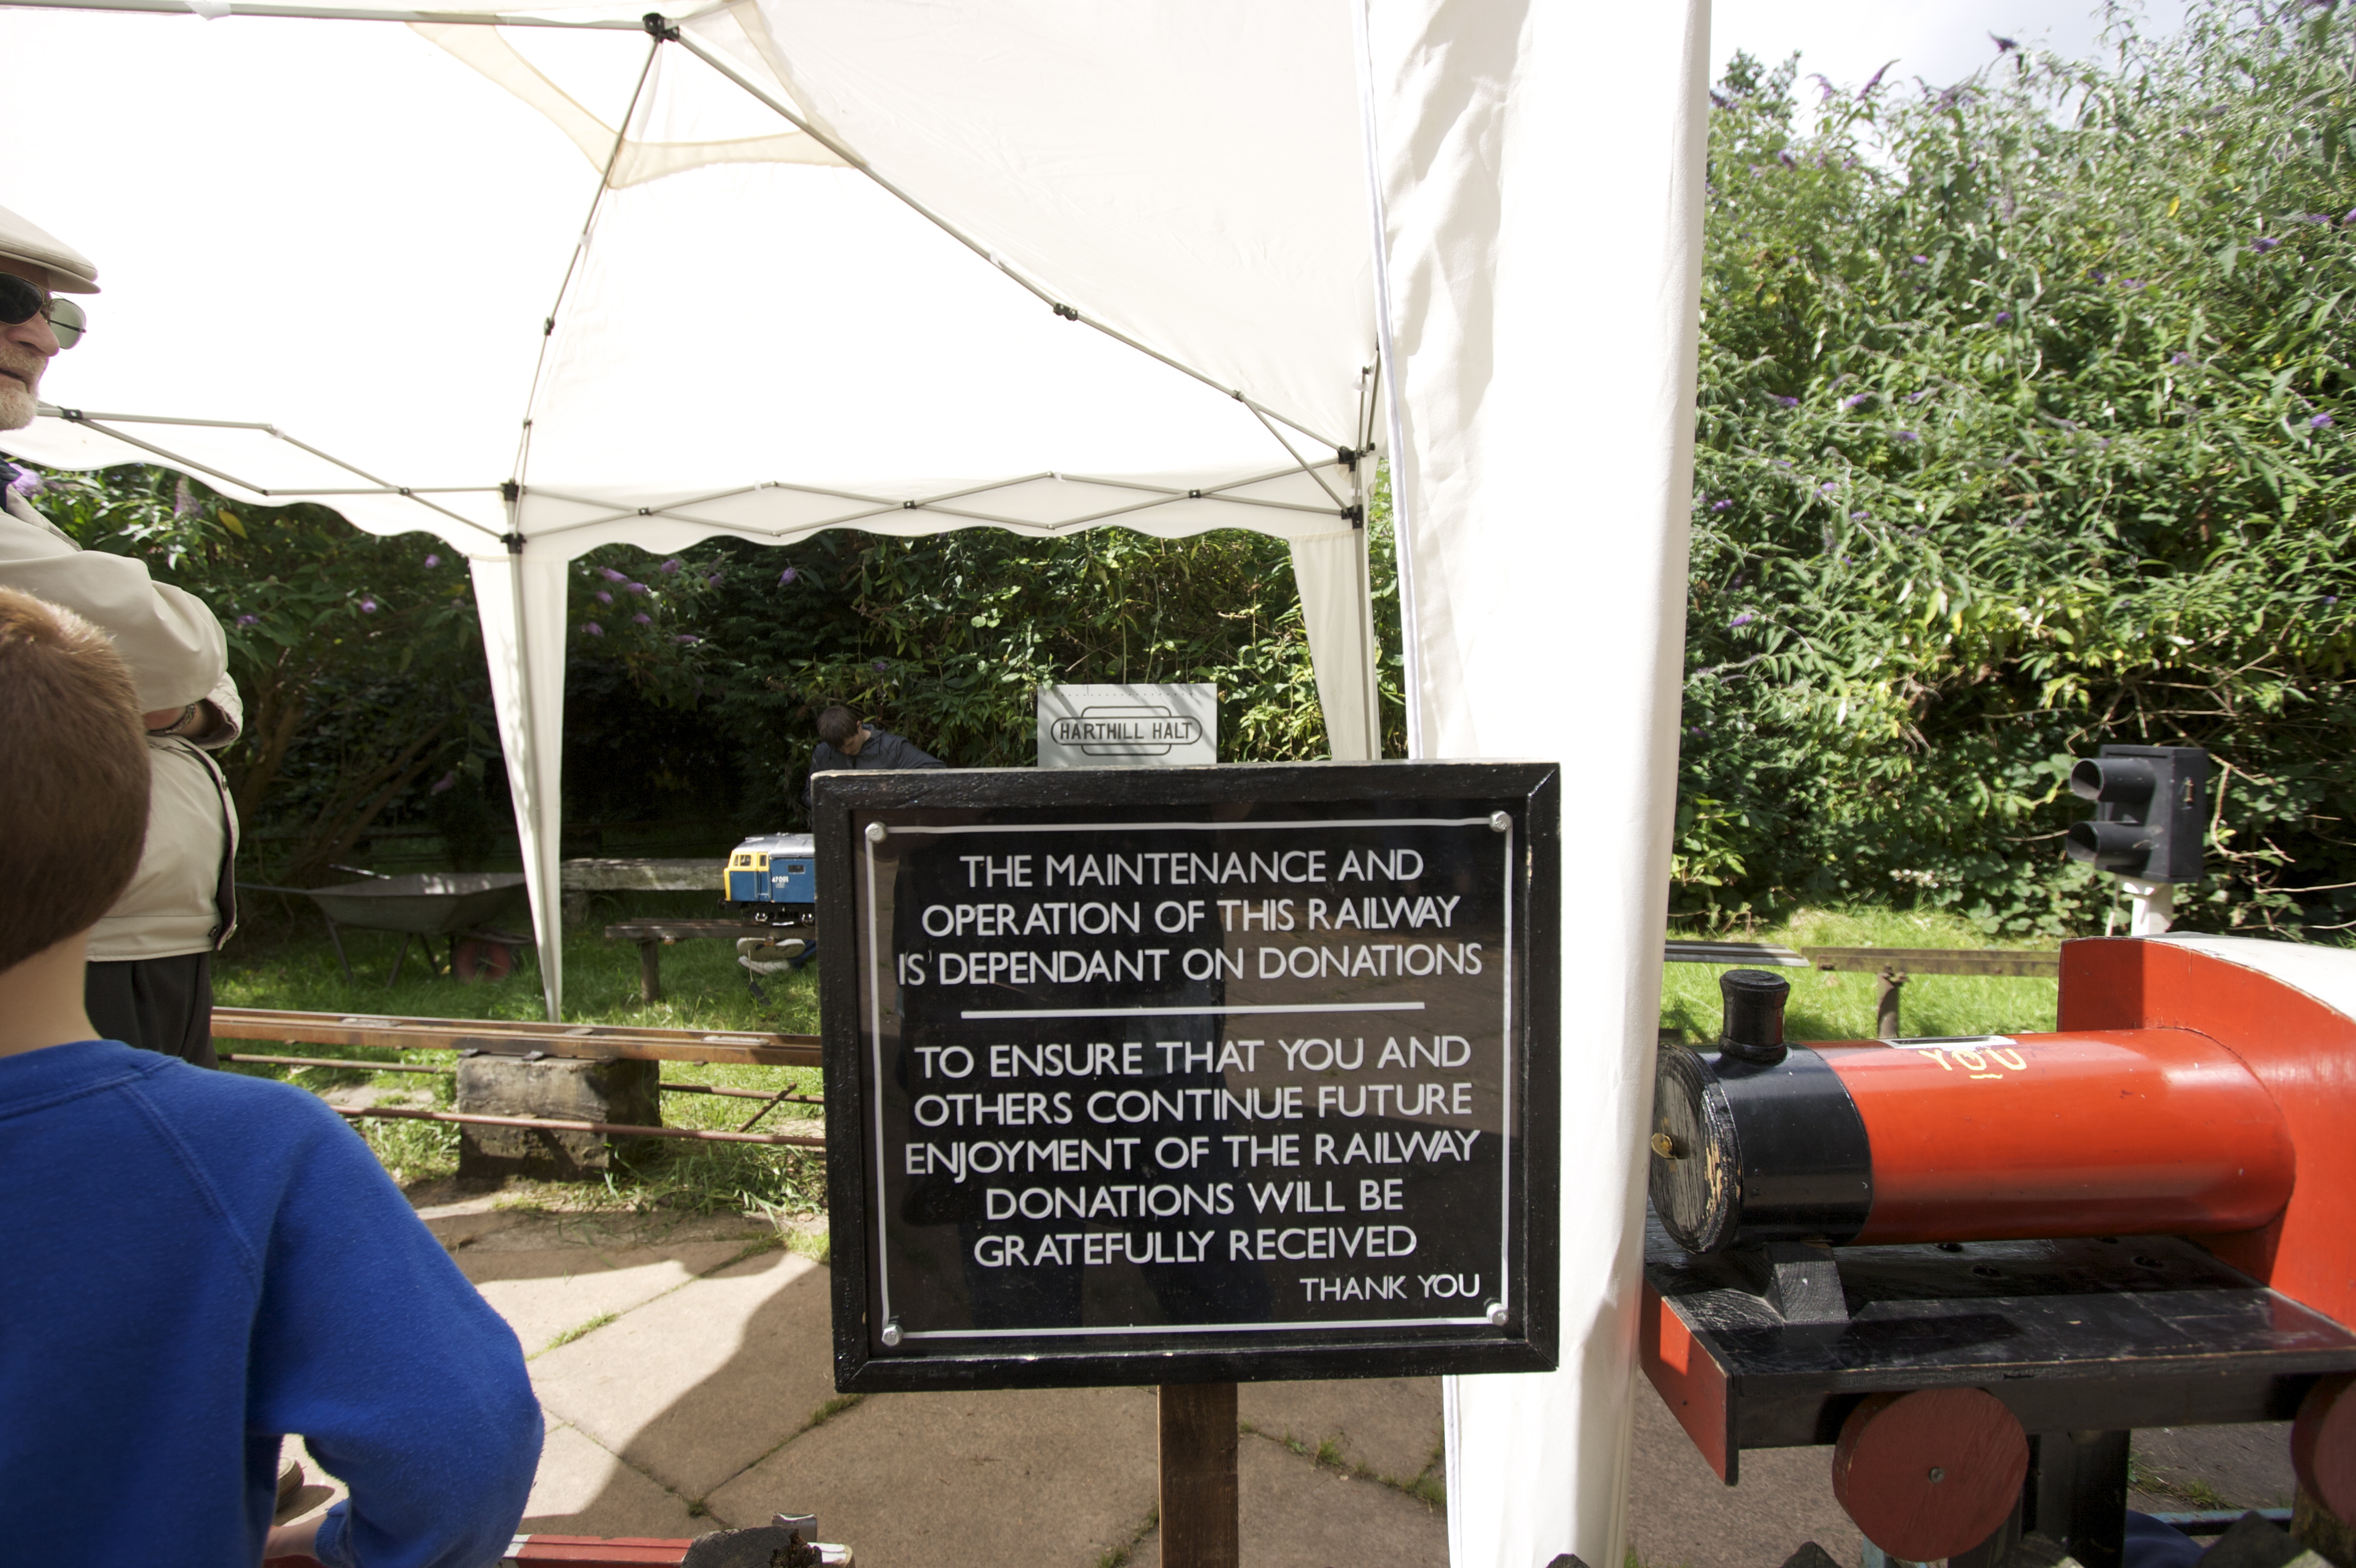 HARTHILL HALT
THE MAINTENANCE AND
OPERATION OF THIS RAILWAY
IS DEPENDANT ON DONATIONS
TO ENSURE THAT YOU AND
OTHERS CONTINUE FUTURE
ENJOYMENT OF THE RAILWAY
DONATIONS WILL BE
GRATEFULLY RECEIVED
THANK YOU
YOU